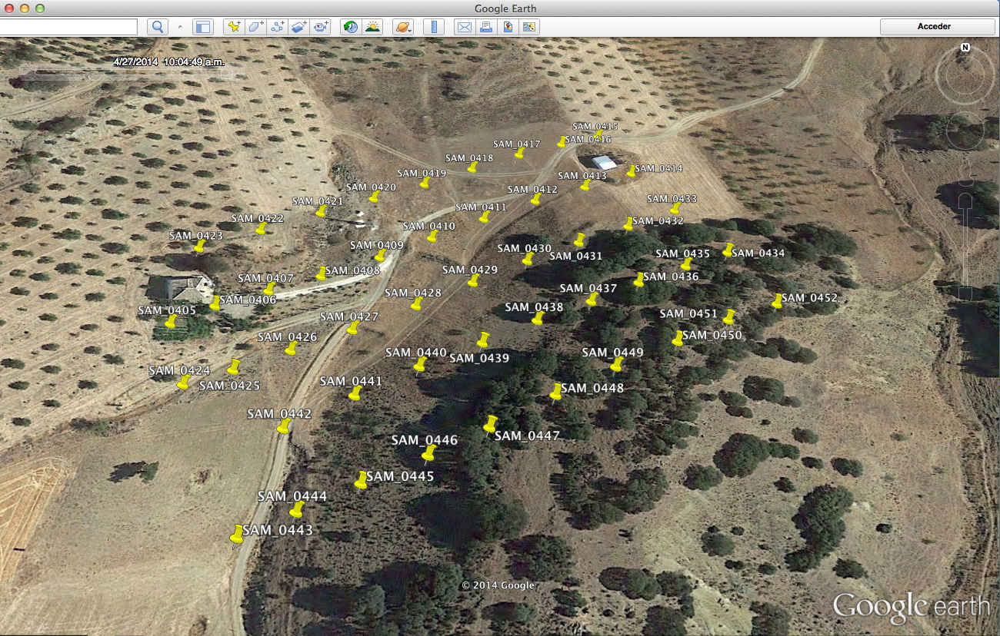 Google Earth
Acceder
N
4/27/2014 10:04:49 a.m.
SAM_0415
SAM_0416
SAM_0417
SAM_0418
SAM_0414
SAM_0419
SAM_0413
SAM_0420
SAM_0412
SAM_0421
SAM_0433
SAM_0411
SAM_0422
SAM_0432
SAM_0410
SAM_0423
SAM_0409
SAM_0430
SAM_0431
SAM_0435
SAM_0434
SAM_0408
SAM_0429
SAM_0407
SAM_0436
SAM_0437
SAM_0428
SAM_0406
SAM_0452
SAM_0438
SAM_0405
SAM_0451
SAM_0427
SAM_0450
SAM_0426
SAM_0440
SAM_0439
SAM_0449
SAM_0424
SAM_0425
SAM_0441
SAM_0448
SAM_0442
SAM_0447
SAM_0446
SAM_0445
SAM_0444
SAM_0443
© 2014 Google
Google earth